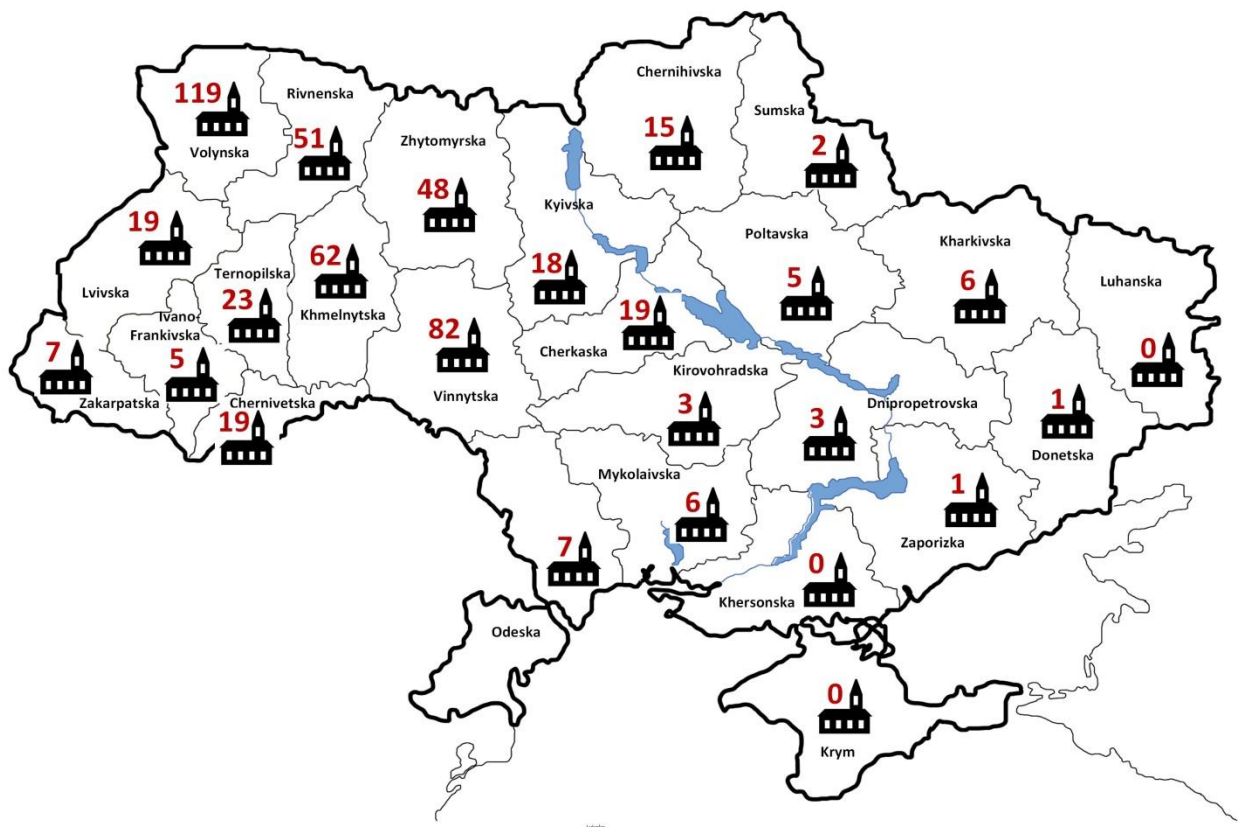 Chernihivska
Sumska
119
Rivnenska
15
51
Zhytomyrska
2
Volynska
48
Kyivska
19
Poltavska
Kharkivska
62
Ternopilska
18
6
Luhanska
Lvivska
23
5
Khmelnytska
19
Ivano
Frankivska
82
Cherkaska
7
5
0
Kirovohradska
Zakarpatska
Chernivetska
Vinnytska
3
Dnipropetrovska
1
19
3
Donetska
Mykolaivska
6
1
7
Zaporizka
0
Khersonska
Odeska
0
Krym